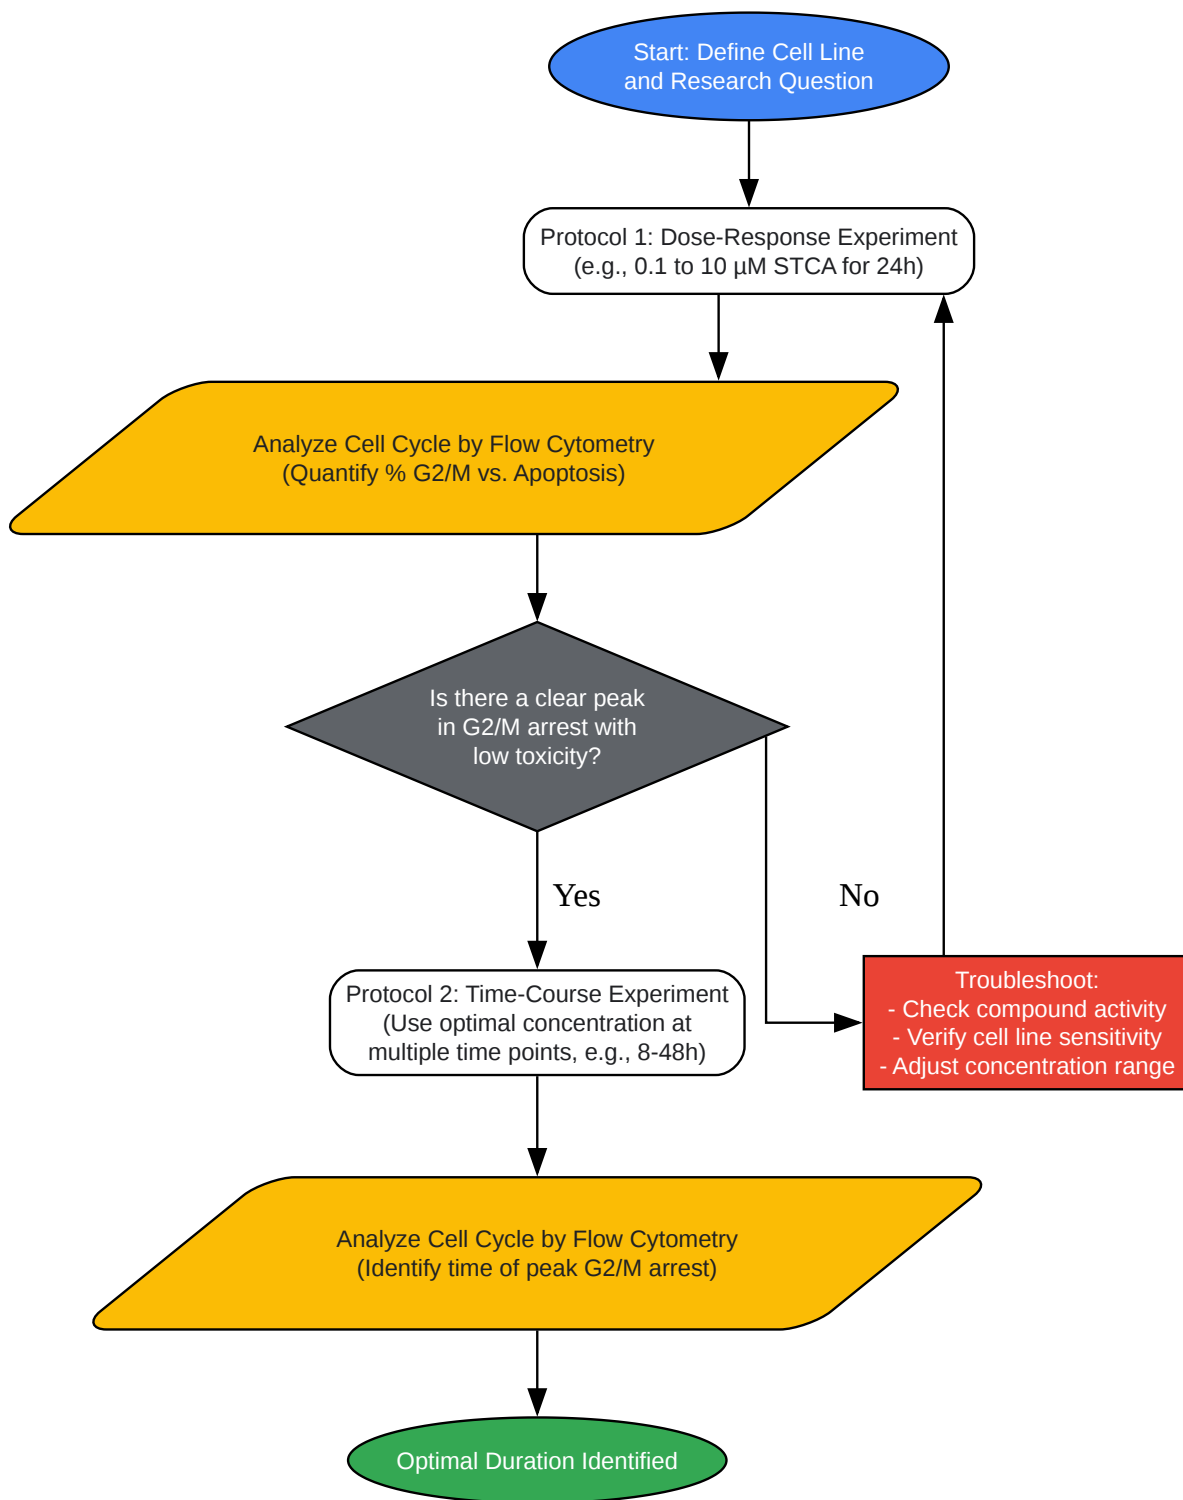 Start: Define Cell Line
and Research Question
Protocol 1: Dose-Response Experiment
(e.g., 0.1 to 10 µM STCA for 24h)
Analyze Cell Cycle by Flow Cytometry
(Quantify % G2/M vs. Apoptosis)
Is there a clear peak
in G2/M arrest with
low toxicity?
Yes
No
Protocol 2: Time-Course Experiment
(Use optimal concentration at
multiple time points, e.g., 8-48h)
Troubleshoot:
- Check compound activity
- Verify cell line sensitivity
- Adjust concentration range
Analyze Cell Cycle by Flow Cytometry
(Identify time of peak G2/M arrest)
Optimal Duration Identified